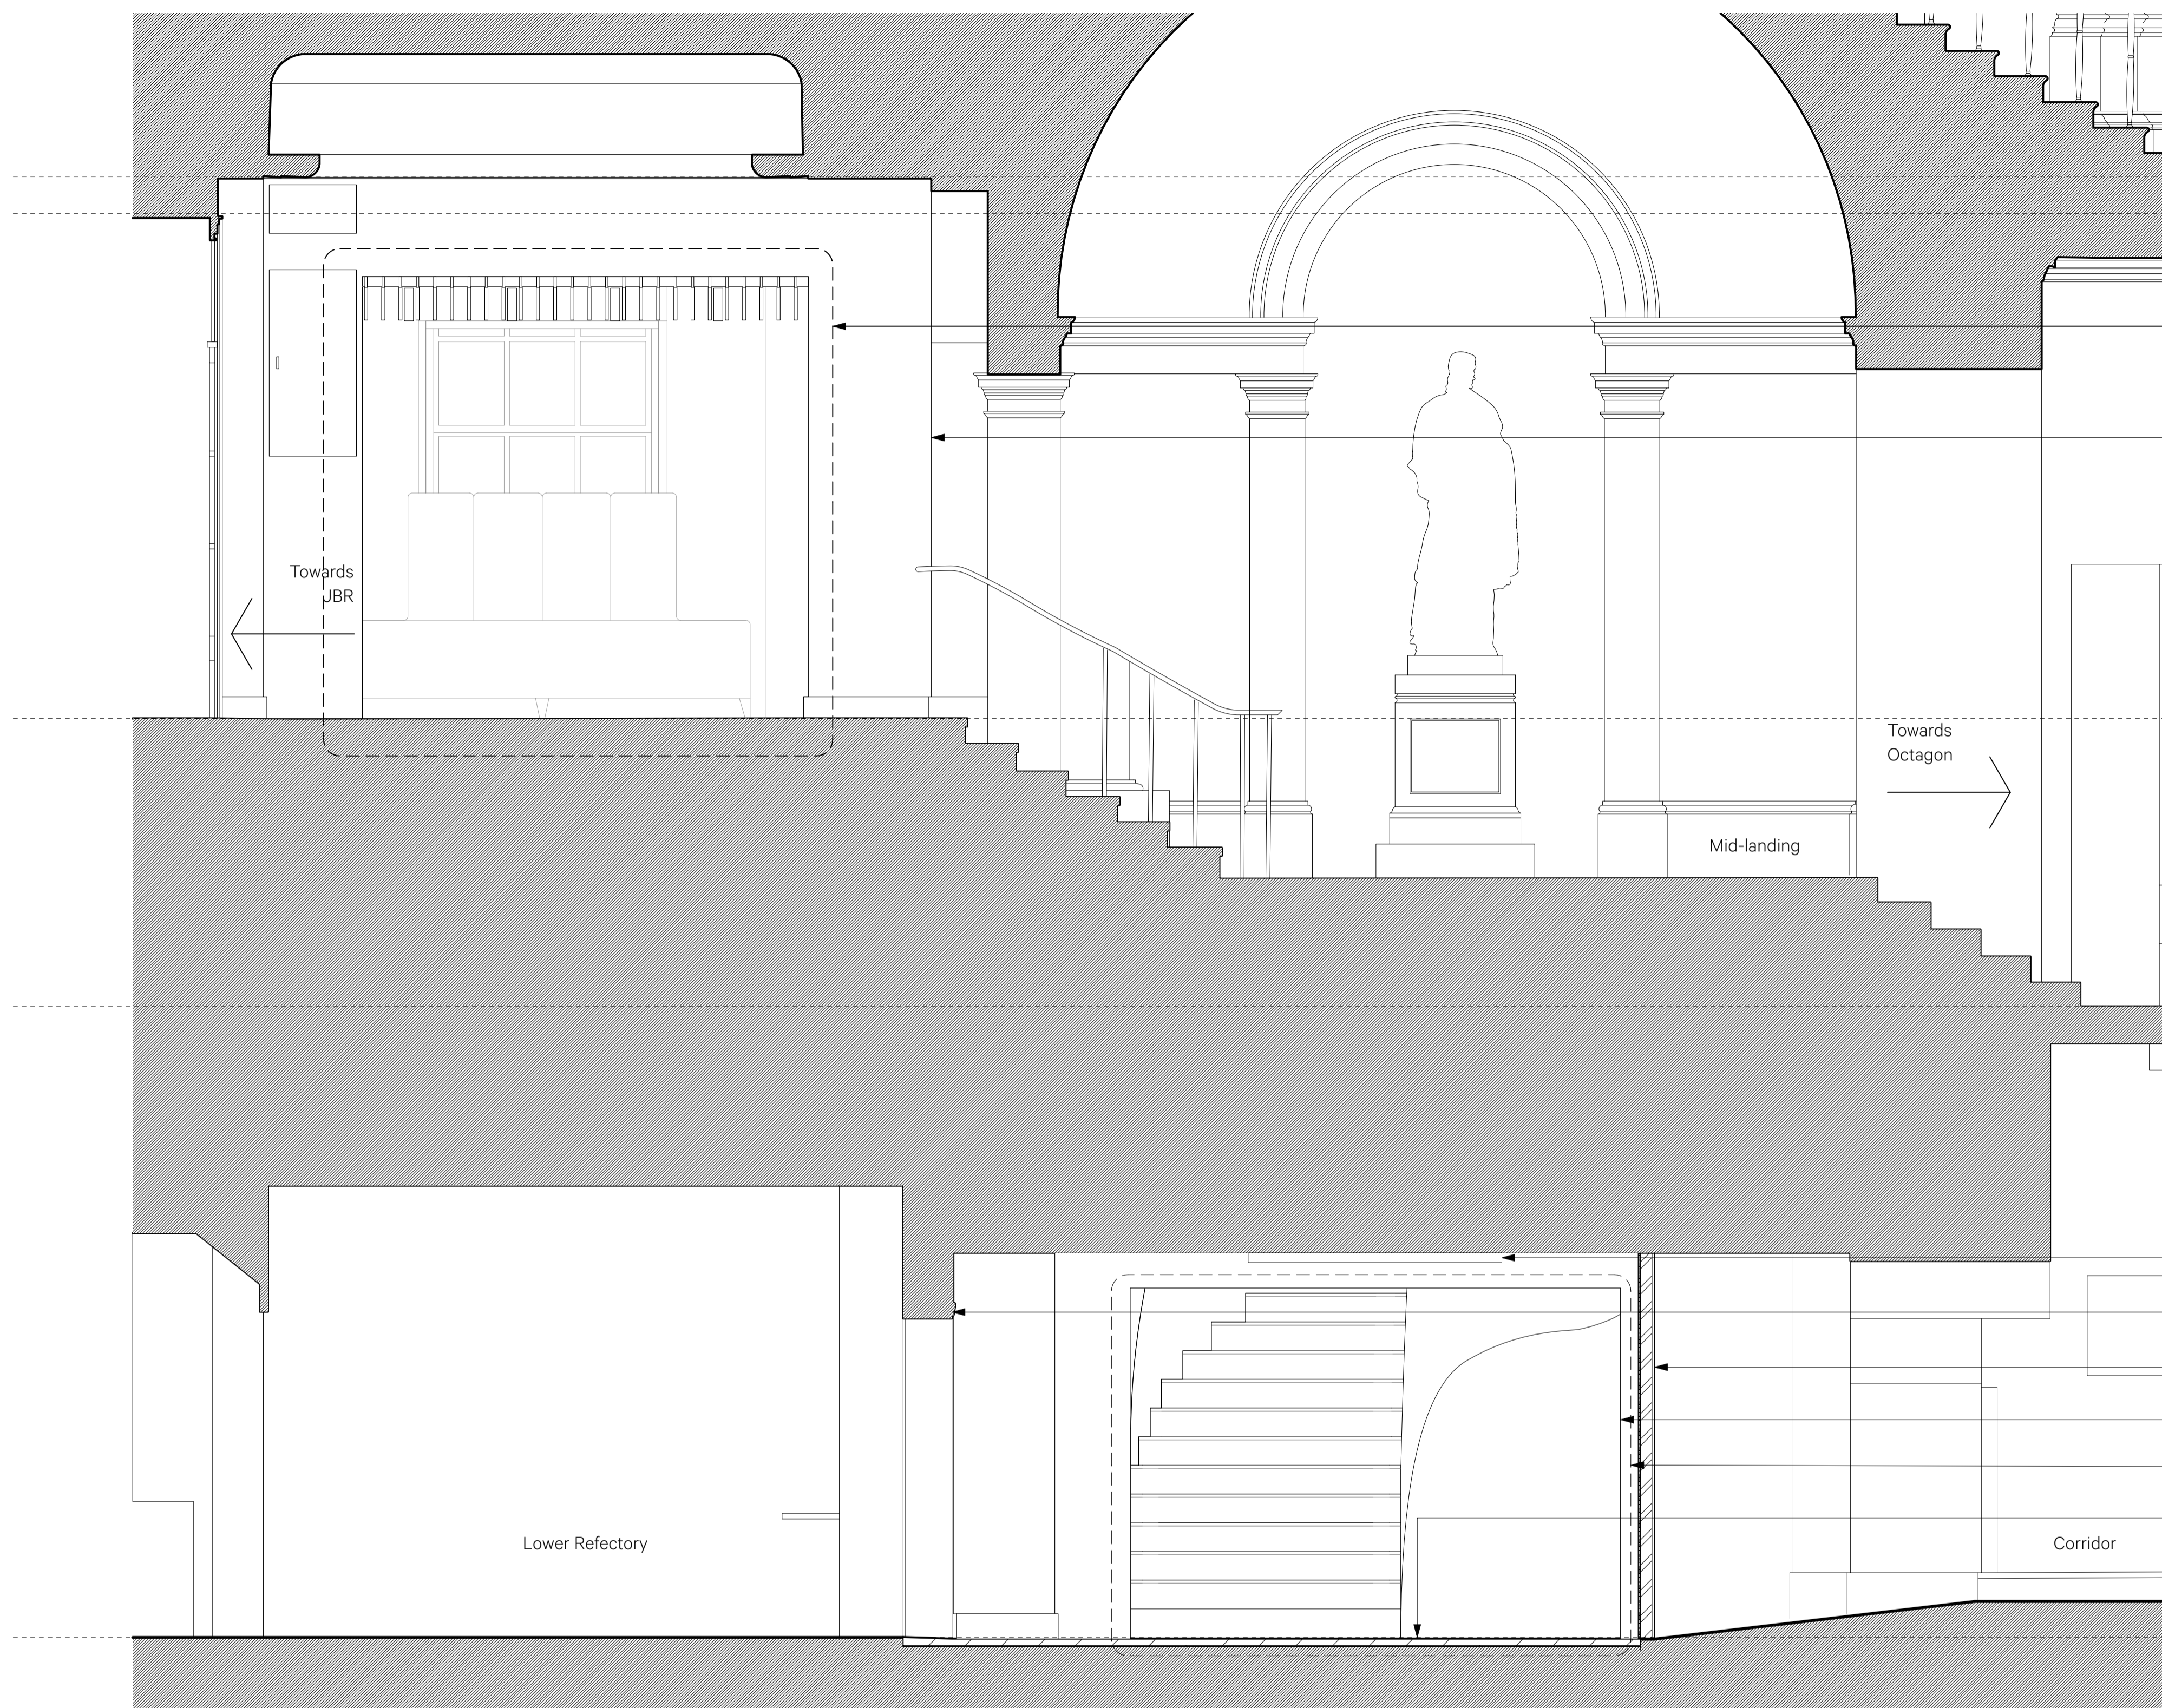 Towards
JBR
Towards
Octagon
Mid-landing
Lower Refectory
Corridor